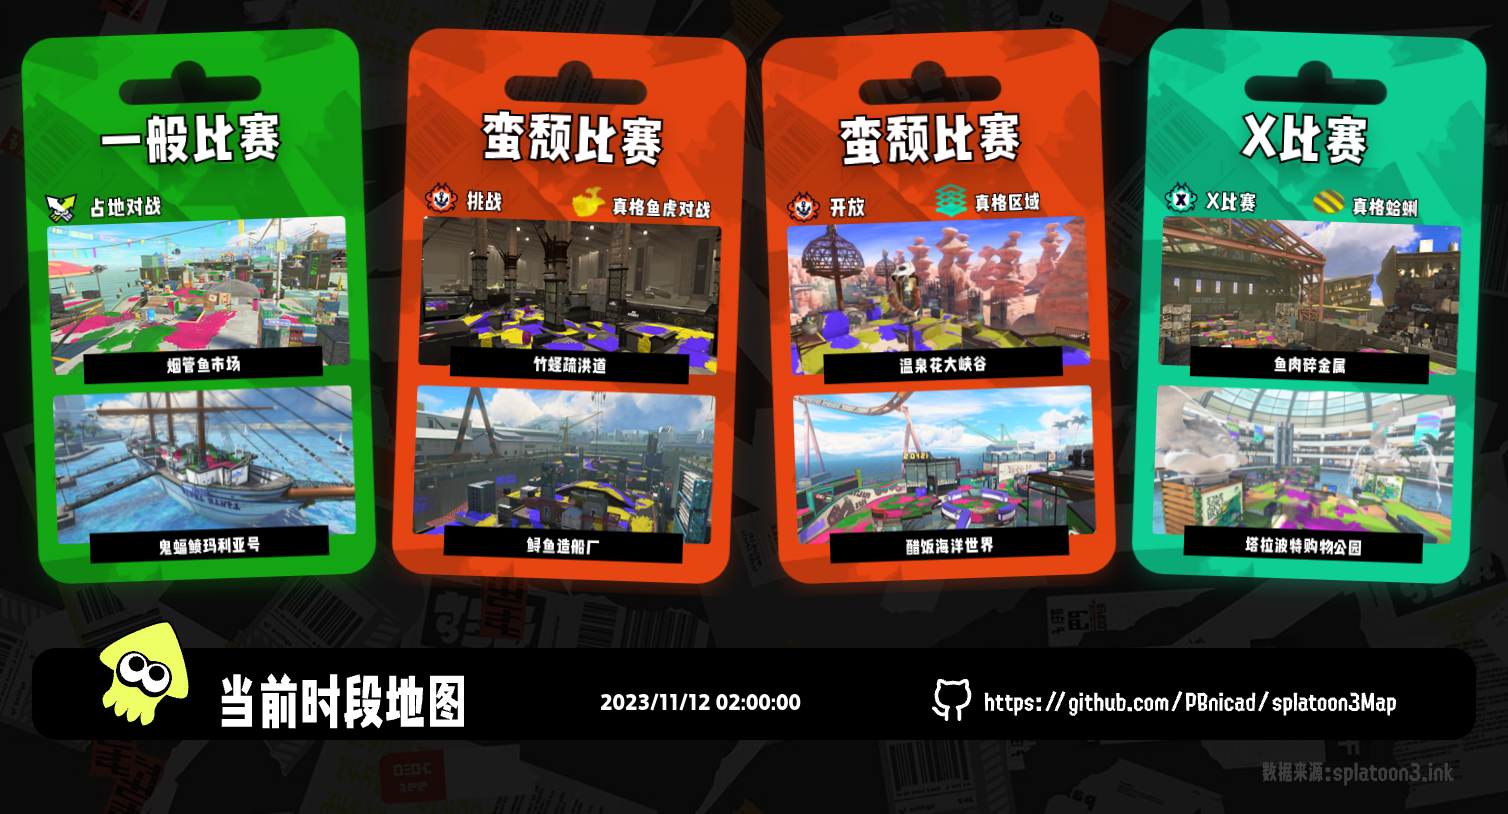 一般比赛
占地对战
烟管鱼市场
鬼蝠鲼玛利亚号
蛮颓比赛
挑战
真格鱼虎对战
竹蛏疏洪道
鲟鱼造船厂
蛮颓比赛
开放
真格区域
温泉花大峡谷
醋饭海洋世界
X比赛
X比赛
真格蛤蜊
鱼肉碎金属
塔拉波特购物公园
当前时段地图
2023/11/12 02:00:00
https://github.com/PBnicad/splatoon3Map
数据来源:splatoon3.ink